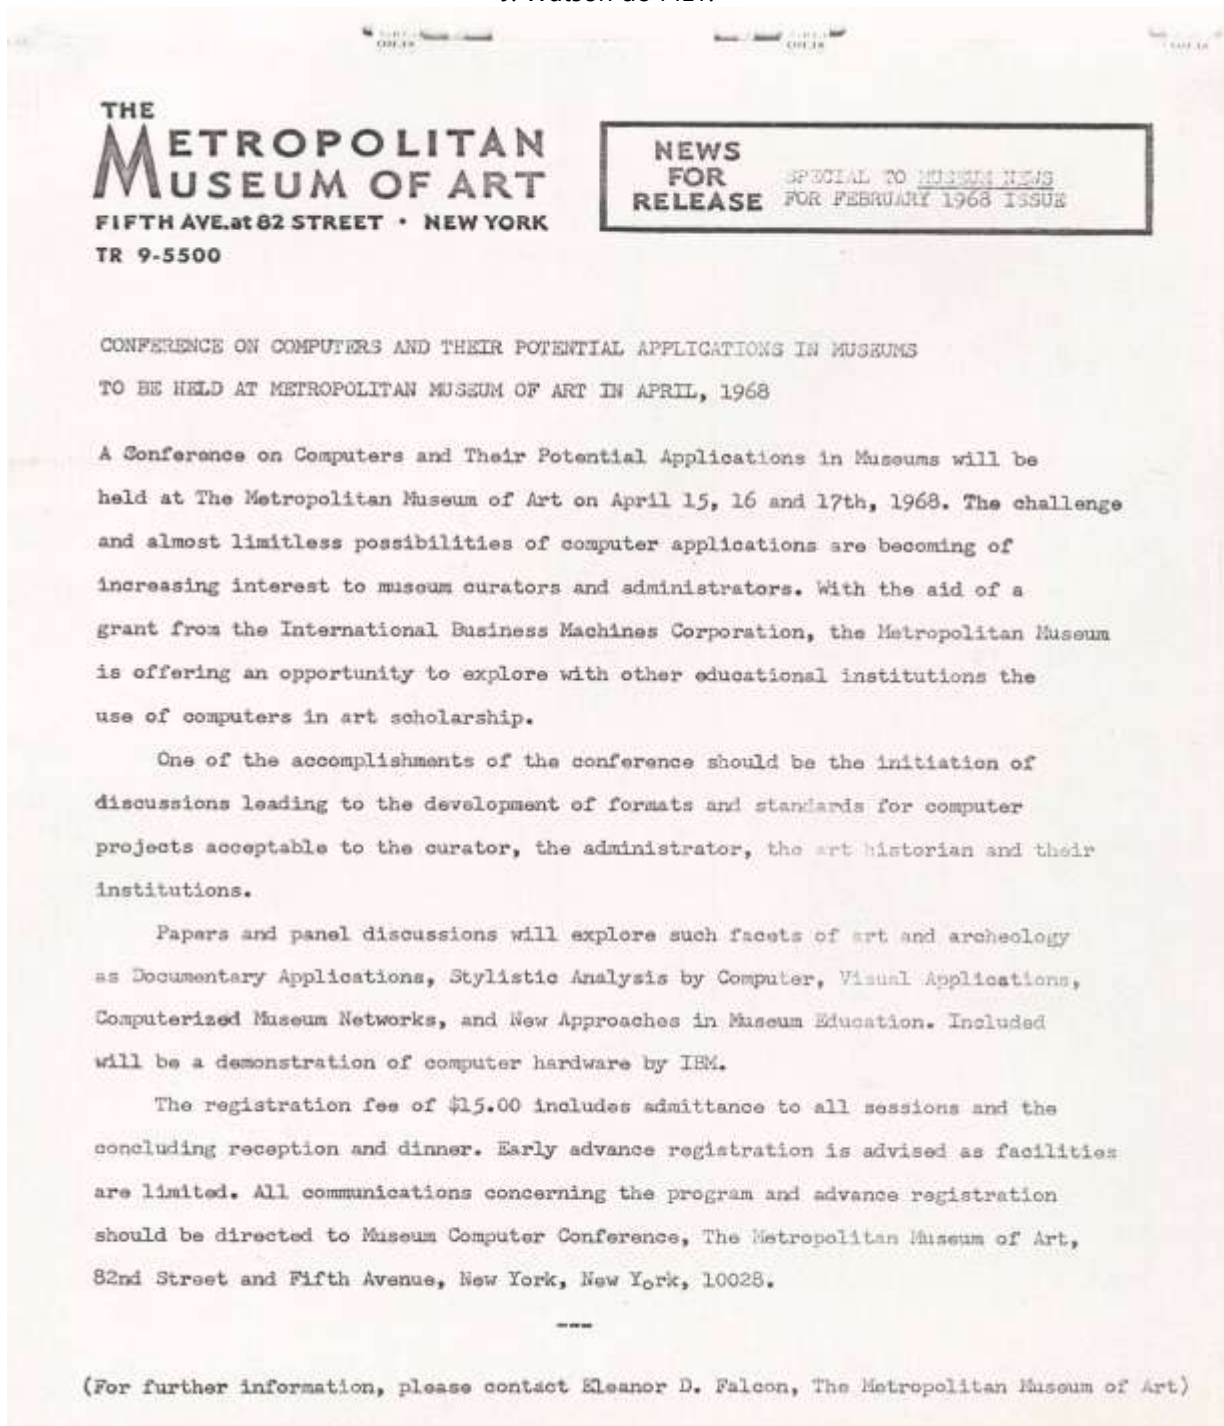 J. Watson do MET.
THE
METROPOLITAN
MUSEUM OF ART
FIFTH AVE.at 82 STREET • NEW YORK
TR 9-5500
NEWS
FOR
RELEASE
SPECIAL TO MUSEUM NEWS
FOR FEBRUARY 1968 ISSUE
CONFERENCE ON COMPUTERS AND THEIR POTENTIAL APPLICATIONS IN MUSEUMS
TO BE HELD AT METROPOLITAN MUSEUM OF ART IN APRIL, 1968
A Conference on Computers and Their Potential Applications in Museums will be
held at The Metropolitan Museum of Art on April 15, 16 and 17th, 1968. The challenge
and almost limitless possibilities of computer applications are becoming of
increasing interest to museum curators and administrators. With the aid of a
grant from the International Business Machines Corporation, the Metropolitan Museum
is offering an opportunity to explore with other educational institutions the
use of computers in art scholarship.
One of the accomplishments of the conference should be the initiation of
discussions leading to the development of formats and standards for computer
projects acceptable to the curator, the administrator, the art historian and their
institutions.
Papers and panel discussions will explore such facets of art and archeology
as Documentary Applications, Stylistic Analysis by Computer, Visual Applications,
Computerized Museum Networks, and New Approaches in Museum Education. Included
will be a demonstration of computer hardware by IBM.
The registration fee of $15.00 includes admittance to all sessions and the
concluding reception and dinner. Early advance registration is advised as facilities
are limited. All communications concerning the program and advance registration
should be directed to Museum Computer Conference, The Metropolitan Museum of Art,
82nd Street and Fifth Avenue, New York, New York, 10028.
---
(For further information, please contact Eleanor D. Falcon, The Metropolitan Museum of Art)